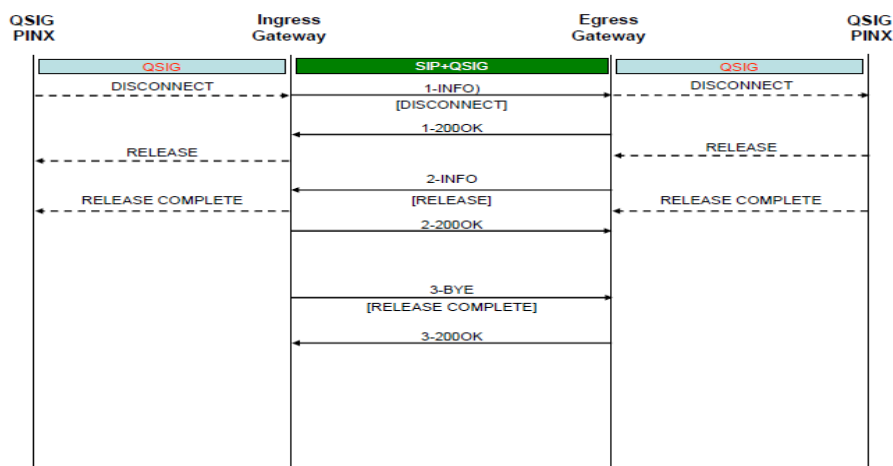 QSIG
PINX
Ingress
Gateway
Egress
Gateway
QSIG
PINX
QSIG
SIP+QSIG
QSIG
DISCONNECT
1-INFO)
DISCONNECT
[DISCONNECT]
1-200OK
RELEASE
RELEASE
2-INFO
RELEASE COMPLETE
[RELEASE]
RELEASE COMPLETE
2-200OK
3-BYE
[RELEASE COMPLETE]
3-200OK